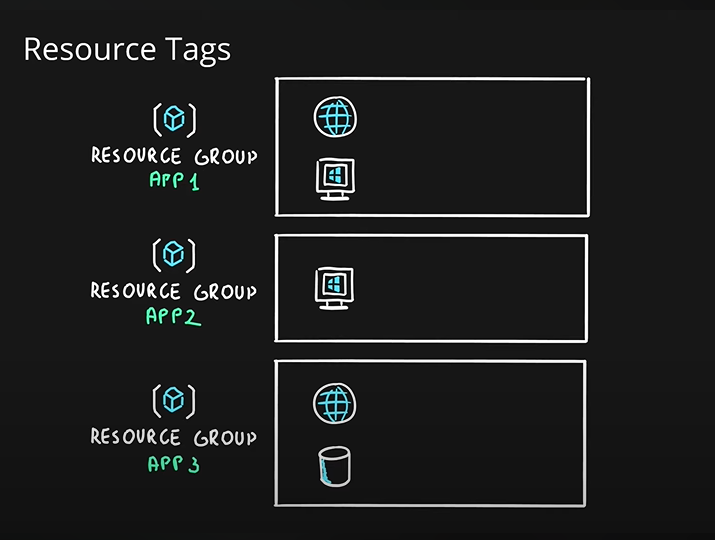 Resource Tags
RESOURCE GROUP
APP 1
RESOURCE GROUP
APP2
RESOURCE GROUP
APP 3